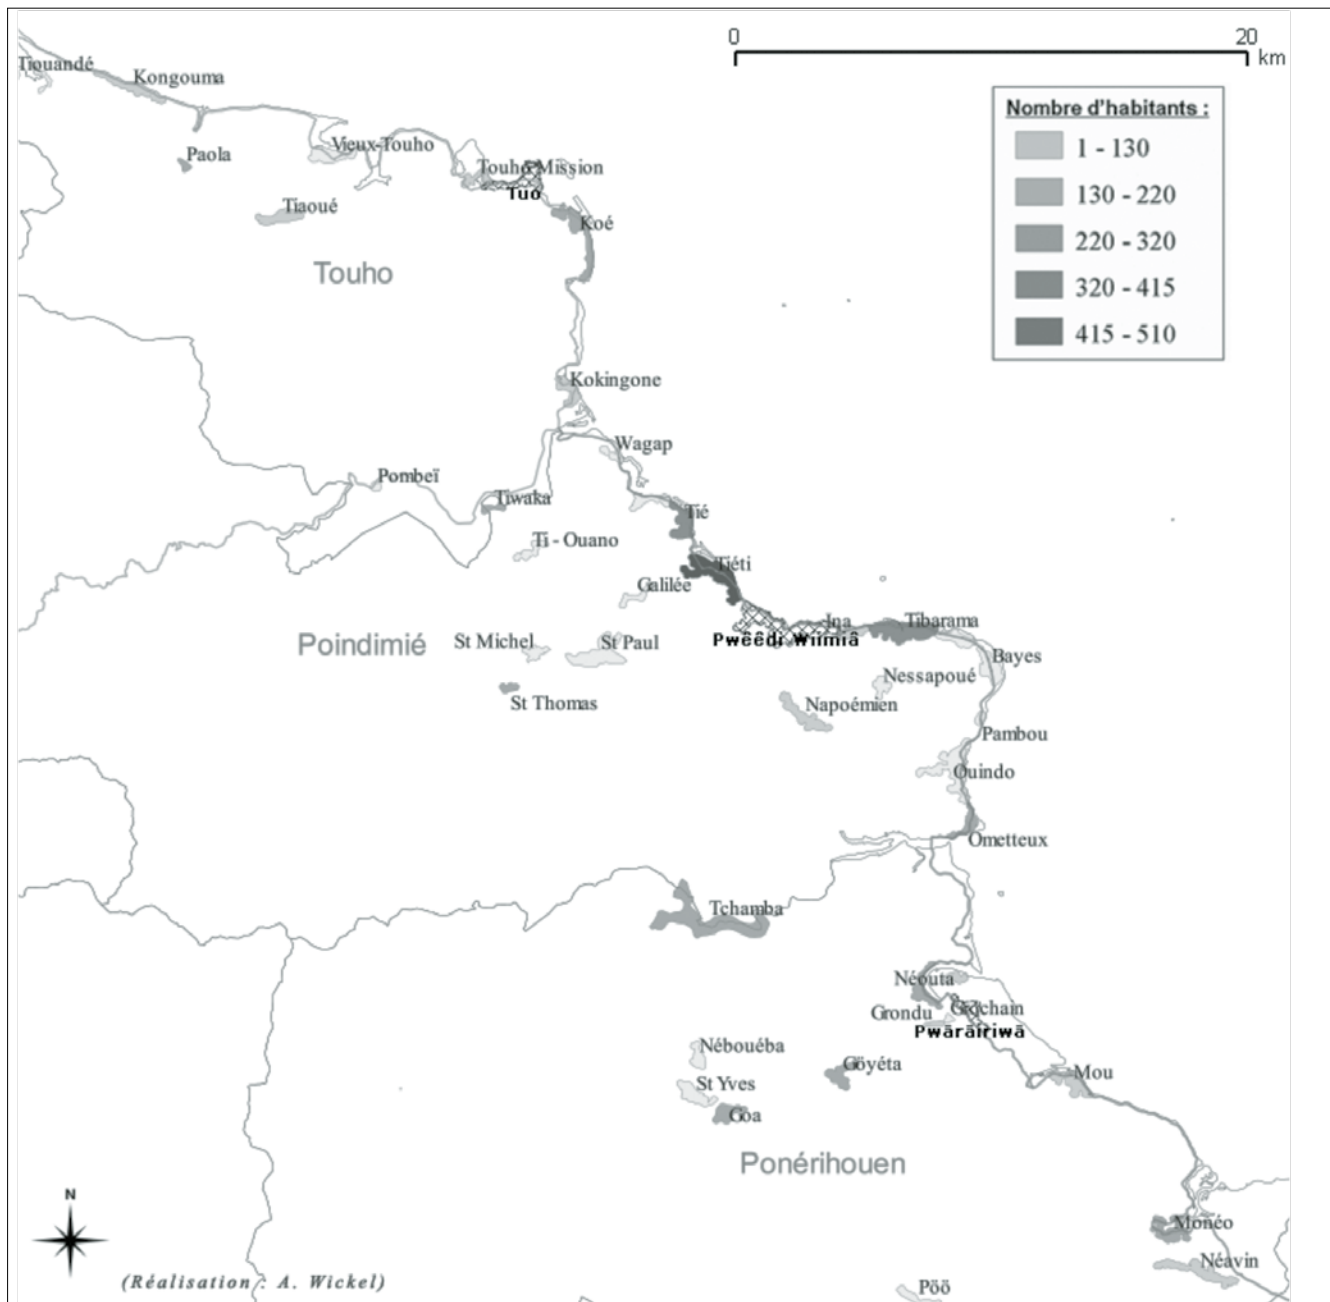 0 20
km
Tiouandé
Kongouma
Nombre d'habitants :
1 - 130
130 - 220
220 - 320
320 - 415
415 - 510
Vieux-Touho
Paola
Touho Mission
Tuo
Tiaoué
Koé
Touho
Kokingone
Wagap
Pombeï
Tiwaka
Tié
Ti - Ouano
Tiéti
Galilée
Ina
Tibarama
Pwêêdi Wiimiâ
Poindimié
St Michel
St Paul
Bayes
Nessapoué
St Thomas
Napoémien
Pambou
Ouindo
Ometteux
Tchamba
Néouta
Grondu
Pwäräiriwä
Nébouéba
Göyéta
Mou
St Yves
Goa
Ponérihouen
N
Monéo
Néavin
(Réalisation : A. Wickel)
Pöö